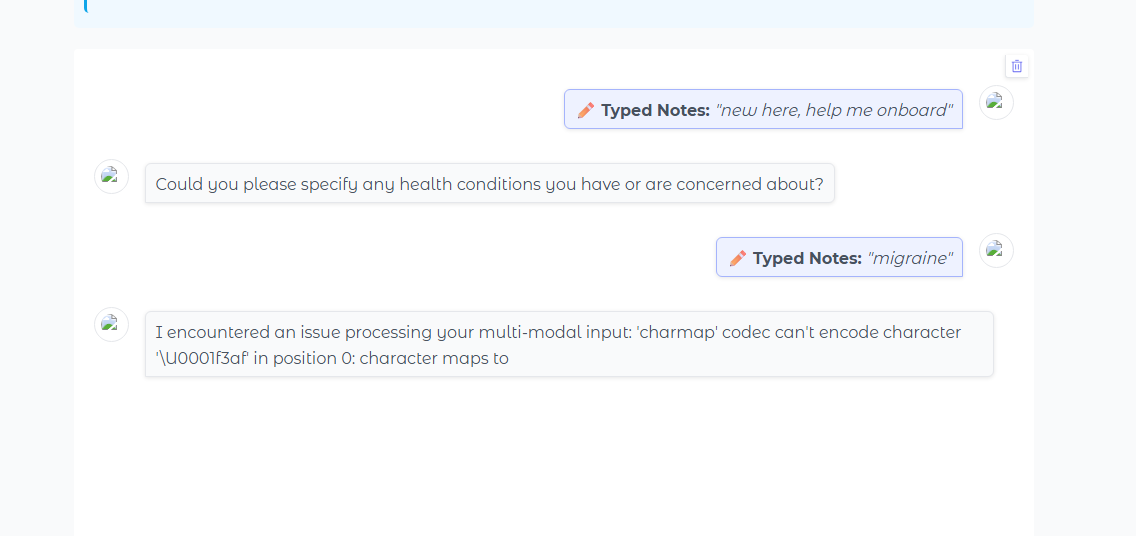 ✏️ Typed Notes: "new here, help me onboard"
Could you please specify any health conditions you have or are concerned about?
✏️ Typed Notes: "migraine"
I encountered an issue processing your multi-modal input: 'charmap' codec can't encode character
'\U0001f3af' in position 0: character maps to